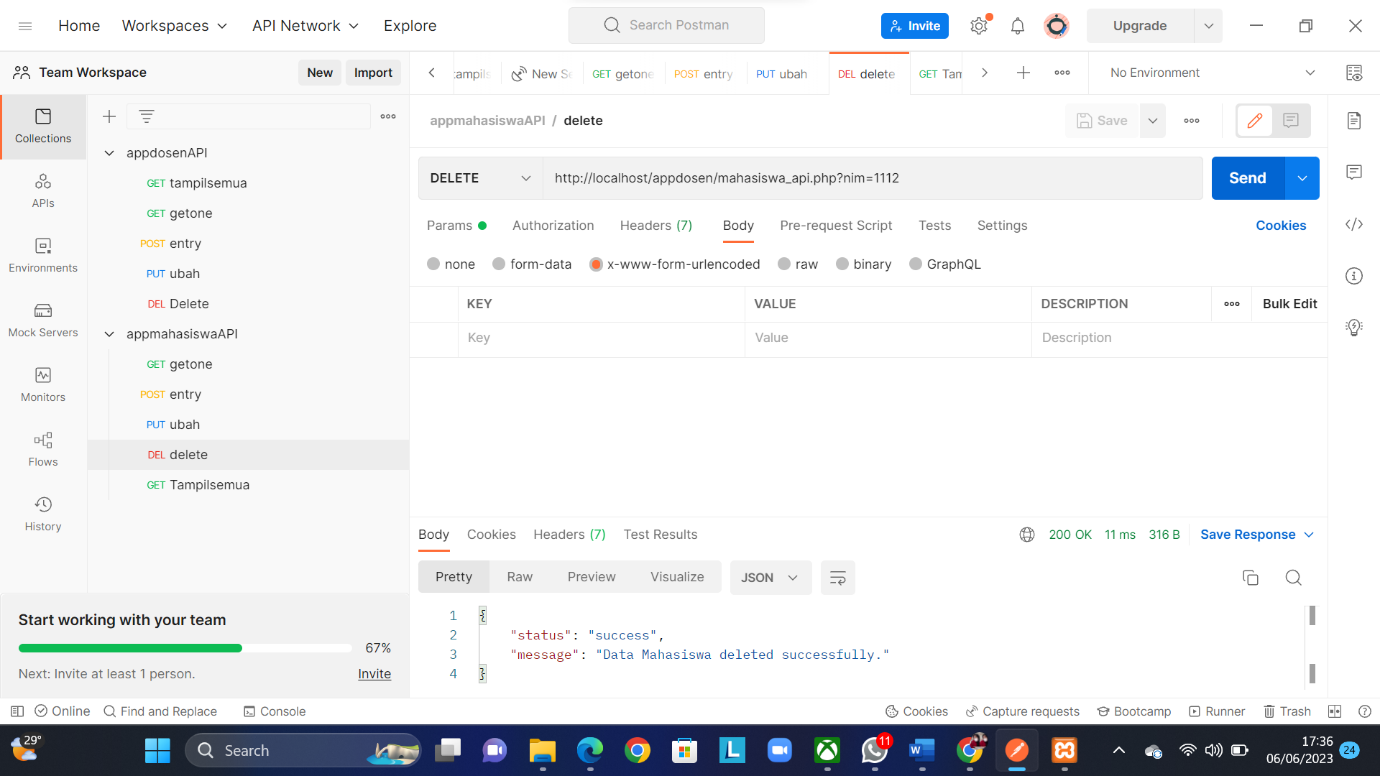 Home Workspaces API Network Explore Search Postman Invite Upgrade
Team Workspace New Import
GET getone POST entry PUT ubah DEL delete GET No Environment
Collections
APIs
Environments
Mock Servers
Monitors
Flows
History
appdosenAPI
GET tampilsemua
GET getone
POST entry
PUT ubah
DEL Delete
appmahasiswaAPI
GET getone
POST entry
PUT ubah
DEL delete
GET Tampilsemua
Start working with your team
67%
Next: Invite at least 1 person. Invite
appmahasiswaAPI / delete Save
DELETE http://localhost/appdosen/mahasiswa_api.php?nim=1112 Send
Params Authorization Headers (7) Body Pre-request Script Tests Settings Cookies
none form-data x-www-form-urlencoded raw binary GraphQL
KEY VALUE DESCRIPTION Bulk Edit
Key Value Description
Body Cookies Headers (7) Test Results 200 OK 11 ms 316 B Save Response
Pretty Raw Preview Visualize JSON
1 {
2 "status": "success",
3 "message": "Data Mahasiswa deleted successfully."
4 }
Online Find and Replace Console Cookies Capture requests Bootcamp Runner Trash
29° Search 11 17:36
06/06/2023 24